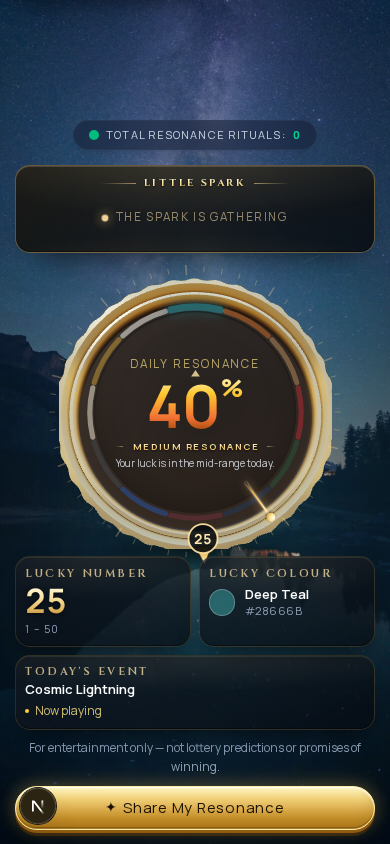 TOTAL RESONANCE RITUALS: 0
LITTLE SPARK
THE SPARK IS GATHERING
DAILY RESONANCE
40%
MEDIUM RESONANCE
Your luck is in the mid-range today.
25
LUCKY NUMBER
25
1 – 50
LUCKY COLOUR
Deep Teal
#28666B
TODAY'S EVENT
Cosmic Lightning
Now playing
For entertainment only — not lottery predictions or promises of
winning.
N
Share My Resonance